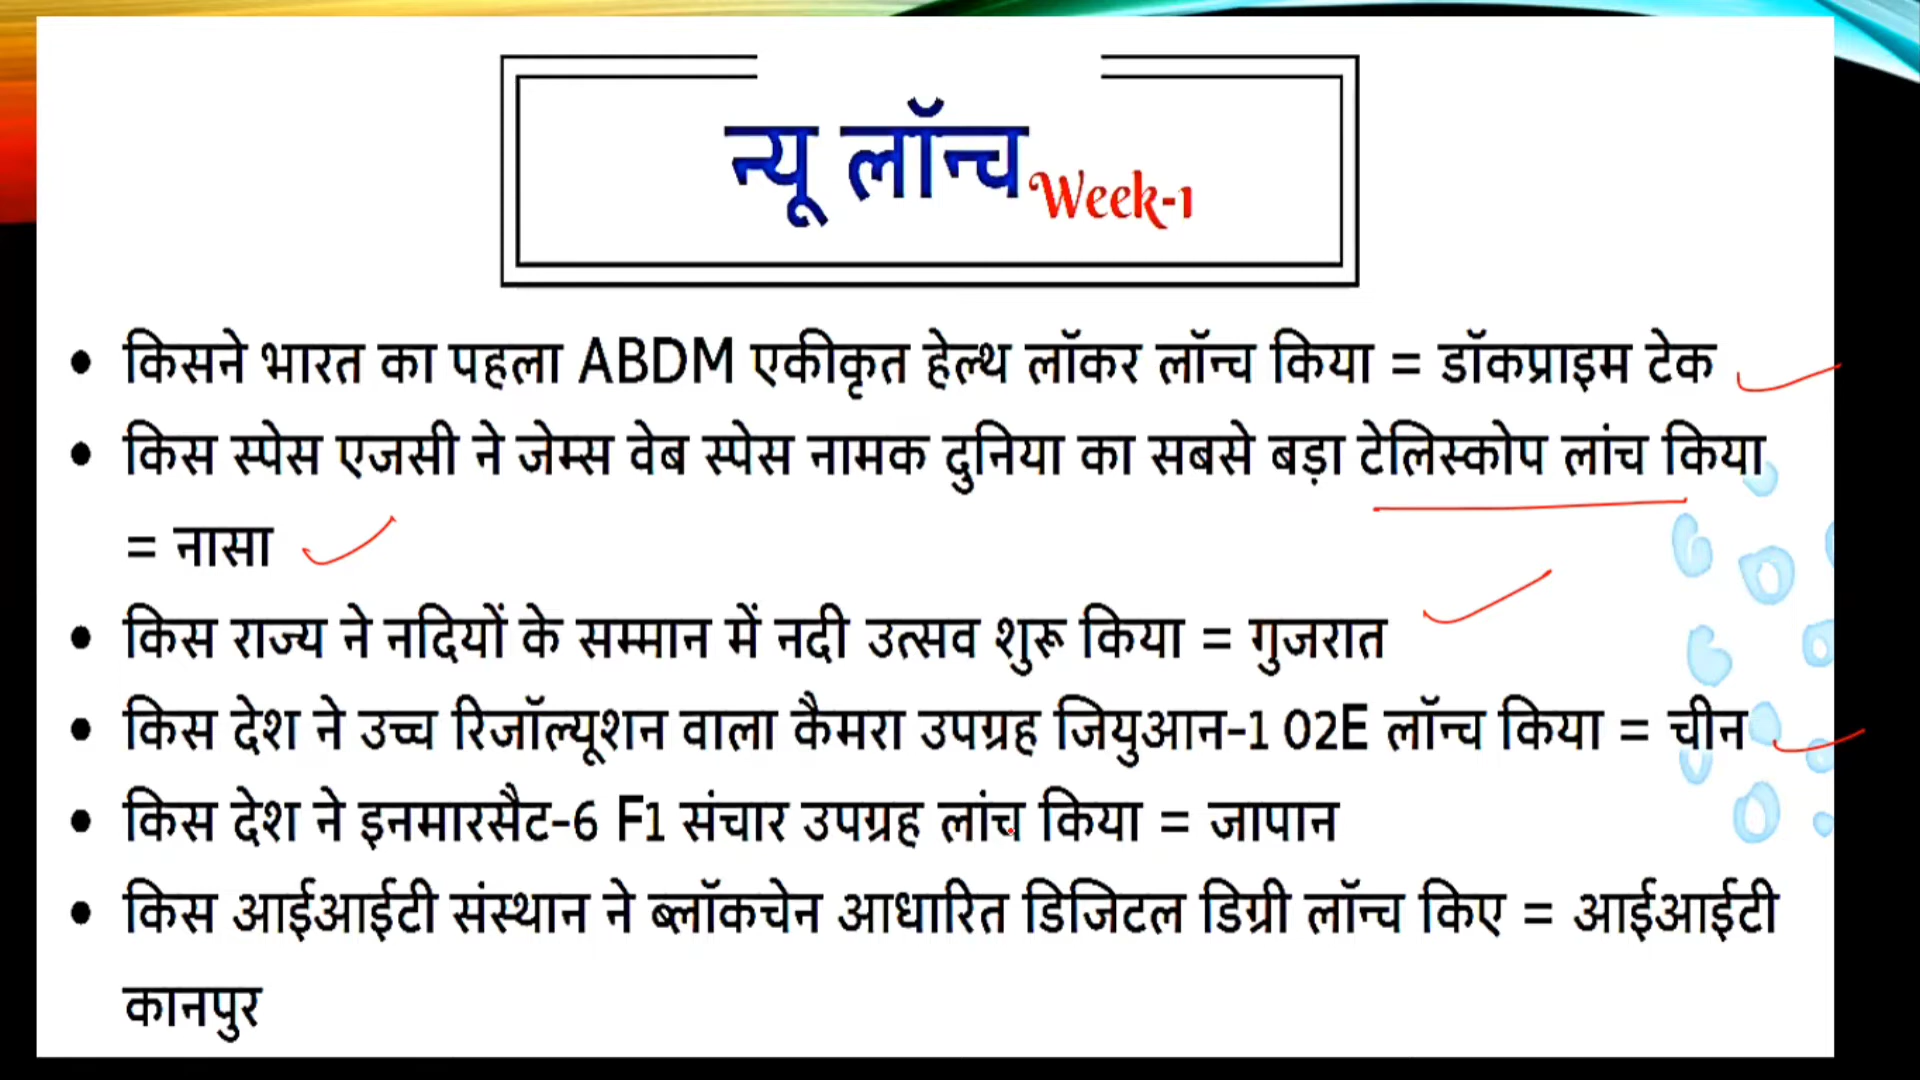 न्यू लॉन्च Week-1
• किसने भारत का पहला ABDM एकीकृत हेल्थ लॉकर लॉन्च किया = डॉकप्राइम टेक
• किस स्पेस एजसी ने जेम्स वेब स्पेस नामक दुनिया का सबसे बड़ा टेलिस्कोप लांच किया
= नासा
• किस राज्य ने नदियों के सम्मान में नदी उत्सव शुरू किया = गुजरात
• किस देश ने उच्च रिजॉल्यूशन वाला कैमरा उपग्रह जियुआन-1 02E लॉन्च किया = चीन
• किस देश ने इनमारसैट-6 F1 संचार उपग्रह लांच किया = जापान
• किस आईआईटी संस्थान ने ब्लॉकचेन आधारित डिजिटल डिग्री लॉन्च किए = आईआईटी
कानपुर